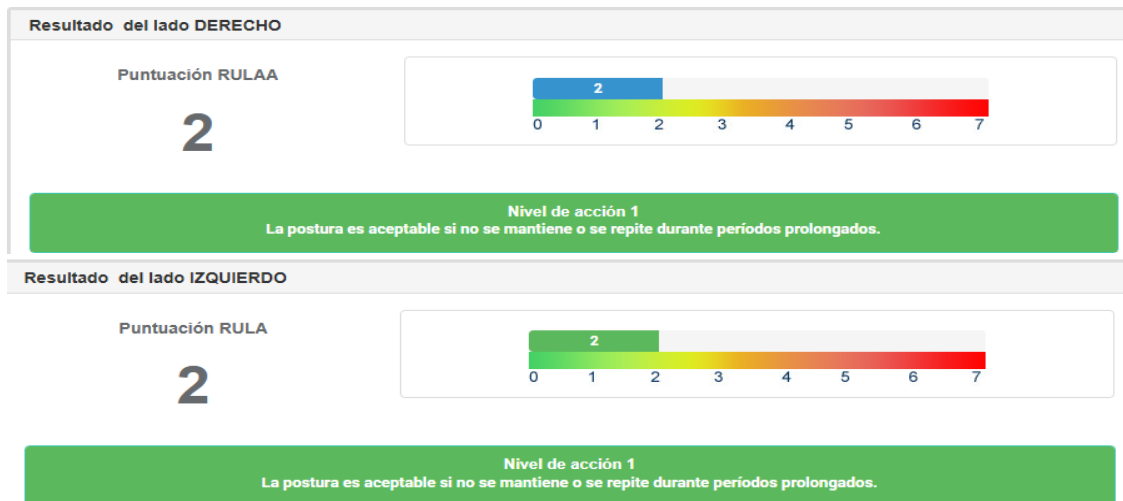 Resultado del lado DERECHO
Puntuación RULAA
2
2
0 1 2 3 4 5 6 7
Nivel de acción 1
La postura es aceptable si no se mantiene o se repite durante períodos prolongados.
Resultado del lado IZQUIERDO
Puntuación RULA
2
2
0 1 2 3 4 5 6 7
Nivel de acción 1
La postura es aceptable si no se mantiene o se repite durante períodos prolongados.